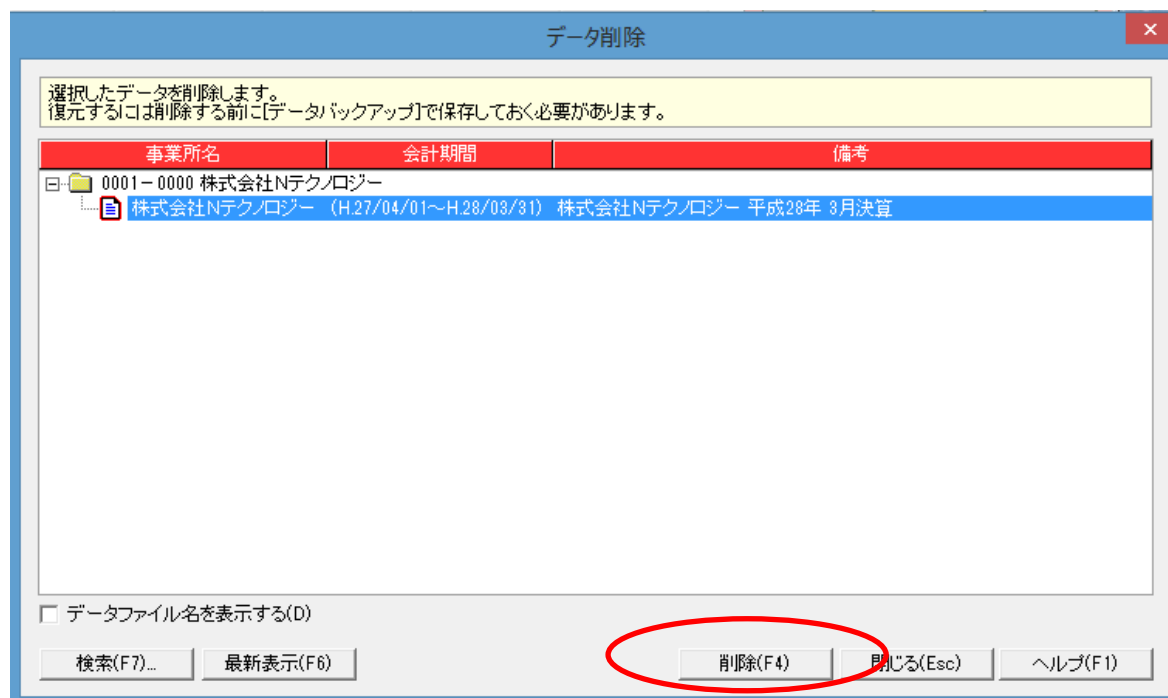 データ削除
選択したデータを削除します。
復元するには削除する前に[データバックアップ]で保存しておく必要があります。
事業所名 会計期間 備考
0001-0000 株式会社Nテクノロジー
株式会社Nテクノロジー (H.27/04/01～H.28/03/31) 株式会社Nテクノロジー 平成28年 3月決算
データファイル名を表示する(D)
検索(F7)... 最新表示(F6) 削除(F4) 閉じる(Esc) ヘルプ(F1)